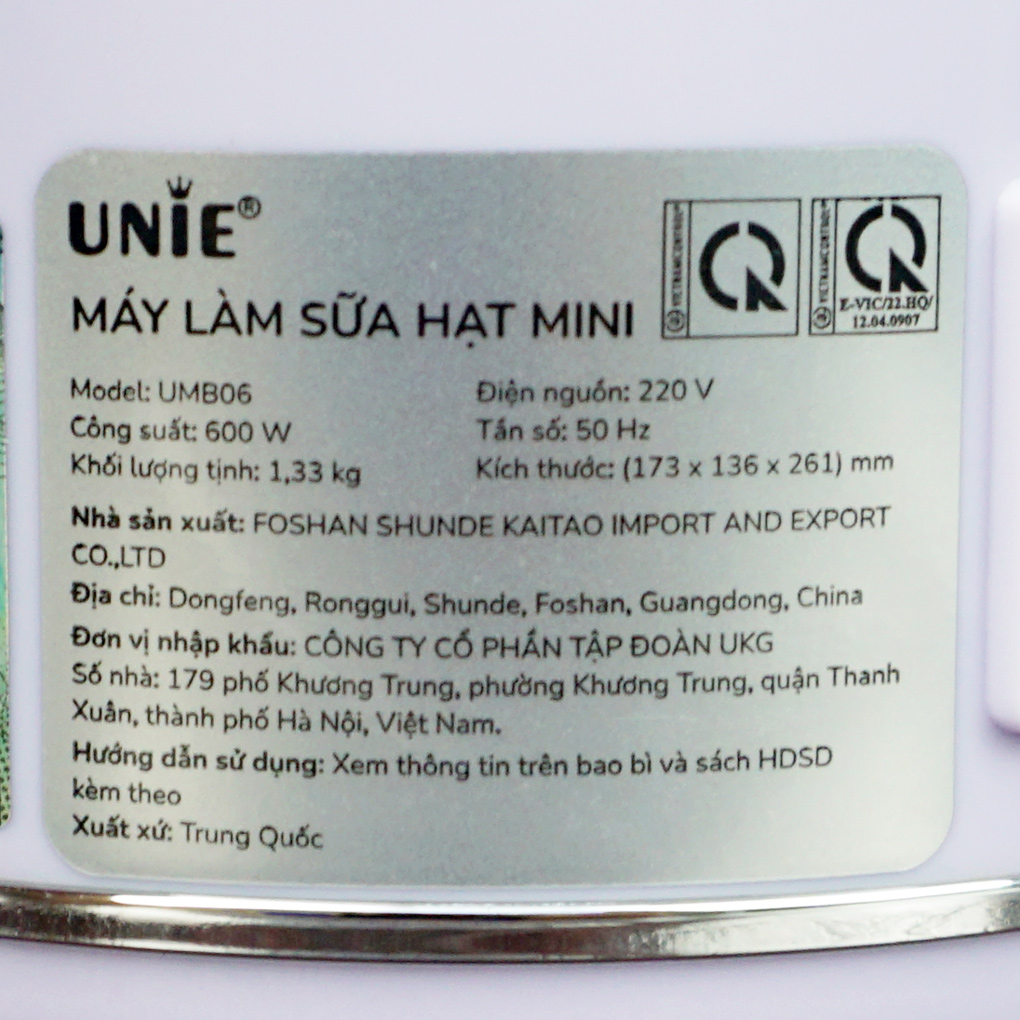 UNIE®
MÁY LÀM SỮA HẠT MINI
VIETNAMCONTROL
VIETNAMCONTROL
E-VIC/22.HQ/
12.04.0907
Model: UMB06
Điện nguồn: 220 V
Công suất: 600 W
Tần số: 50 Hz
Khối lượng tịnh: 1,33 kg
Kích thước: (173 x 136 x 261) mm
Nhà sản xuất: FOSHAN SHUNDE KAITAO IMPORT AND EXPORT
CO.,LTD
Địa chỉ: Dongfeng, Ronggui, Shunde, Foshan, Guangdong, China
Đơn vị nhập khẩu: CÔNG TY CỔ PHẦN TẬP ĐOÀN UKG
Số nhà: 179 phố Khương Trung, phường Khương Trung, quận Thanh
Xuân, thành phố Hà Nội, Việt Nam.
Hướng dẫn sử dụng: Xem thông tin trên bao bì và sách HDSD
kèm theo
Xuất xứ: Trung Quốc